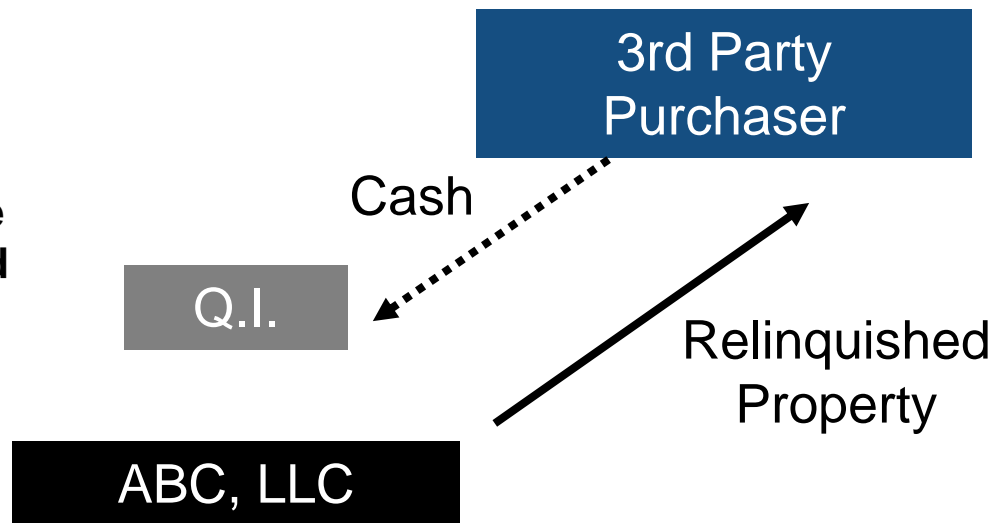 3rd Party
Purchaser
Cash
Q.I.
Relinquished
Property
ABC, LLC